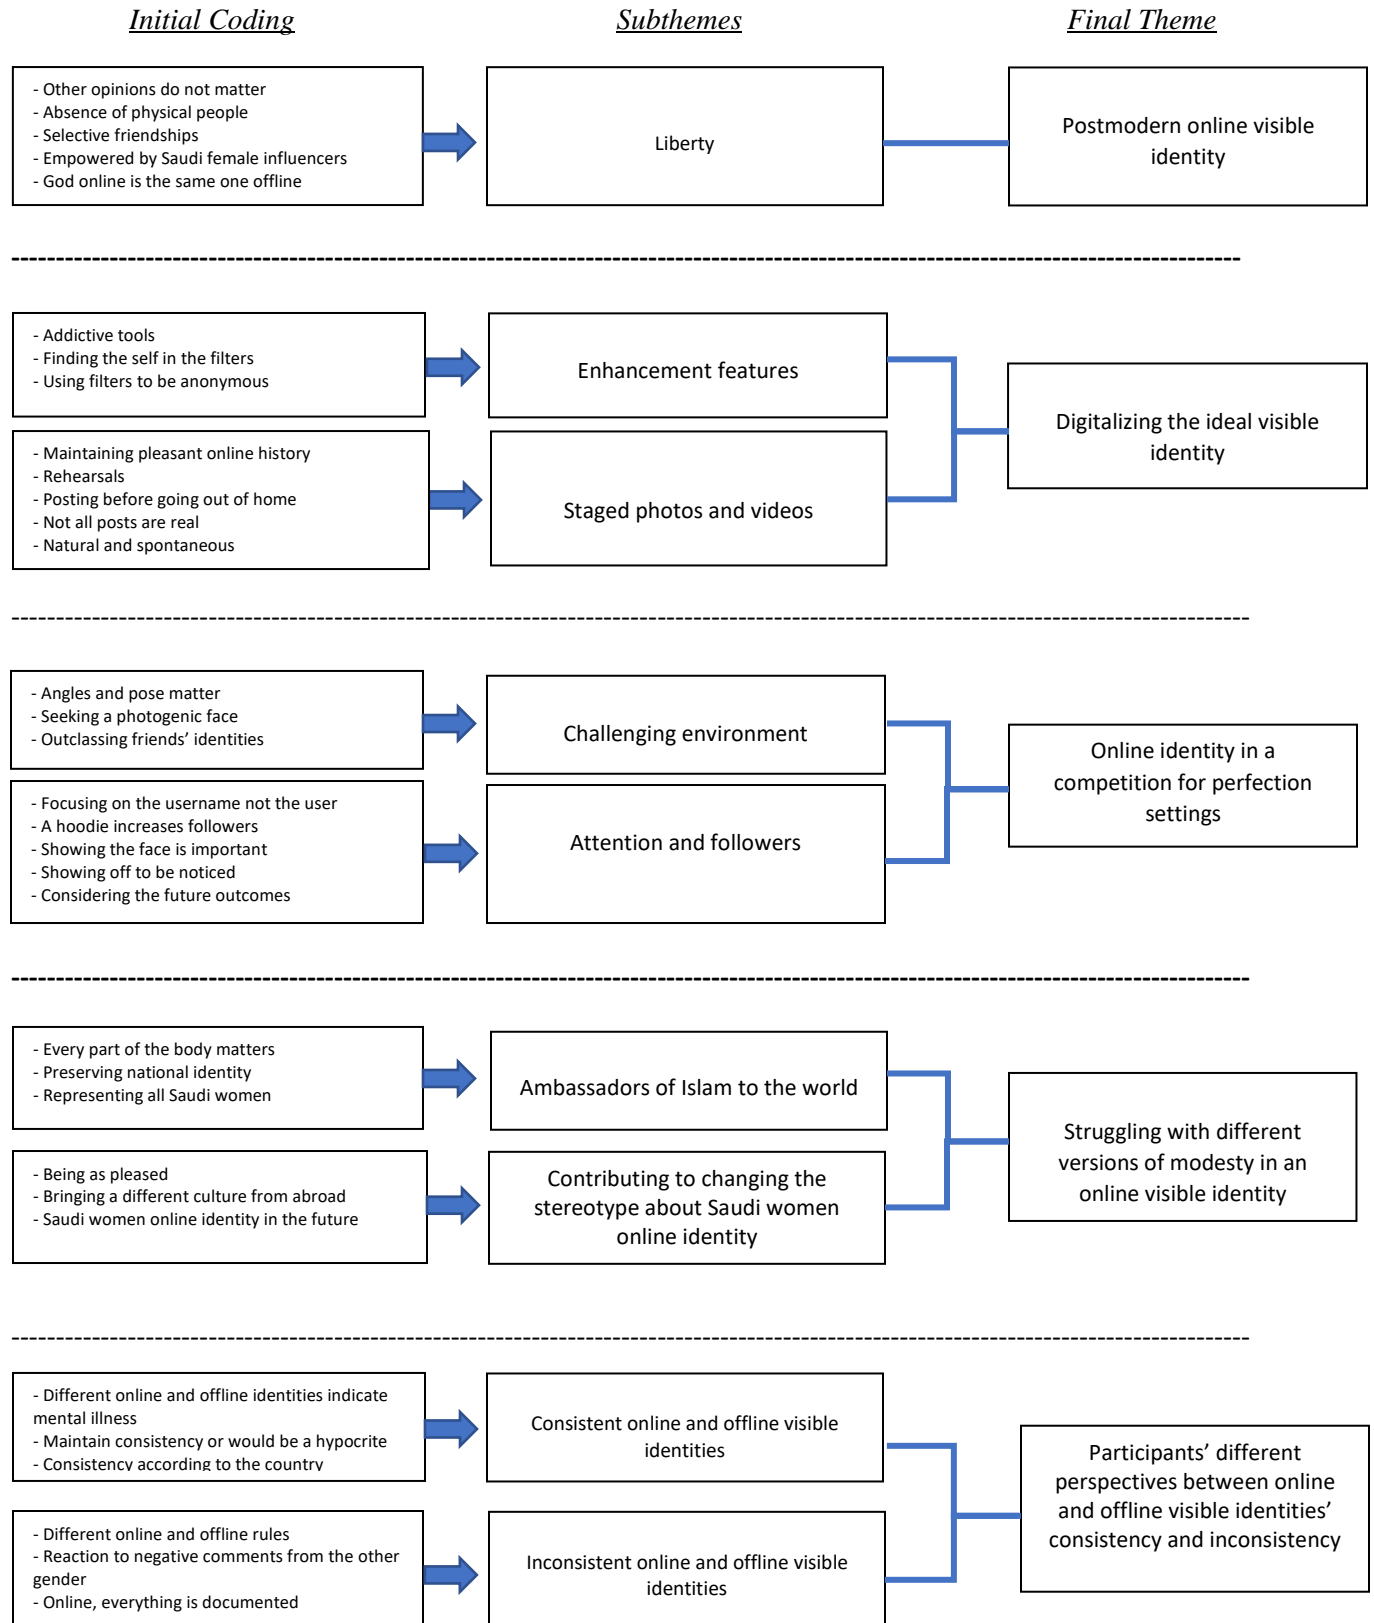 Initial Coding
Subthemes
Final Theme
- Other opinions do not matter
- Absence of physical people
- Selective friendships
- Empowered by Saudi female influencers
- God online is the same one offline
Liberty
Postmodern online visible
identity
- Addictive tools
- Finding the self in the filters
- Using filters to be anonymous
Enhancement features
- Maintaining pleasant online history
- Rehearsals
- Posting before going out of home
- Not all posts are real
- Natural and spontaneous
Staged photos and videos
Digitalizing the ideal visible
identity
- Angles and pose matter
- Seeking a photogenic face
- Outclassing friends’ identities
Challenging environment
- Focusing on the username not the user
- A hoodie increases followers
- Showing the face is important
- Showing off to be noticed
- Considering the future outcomes
Attention and followers
Online identity in a
competition for perfection
settings
- Every part of the body matters
- Preserving national identity
- Representing all Saudi women
Ambassadors of Islam to the world
- Being as pleased
- Bringing a different culture from abroad
- Saudi women online identity in the future
Contributing to changing the
stereotype about Saudi women
online identity
Struggling with different
versions of modesty in an
online visible identity
- Different online and offline identities indicate
mental illness
- Maintain consistency or would be a hypocrite
- Consistency according to the country
Consistent online and offline visible
identities
- Different online and offline rules
- Reaction to negative comments from the other
gender
- Online, everything is documented
Inconsistent online and offline visible
identities
Participants’ different
perspectives between online
and offline visible identities’
consistency and inconsistency